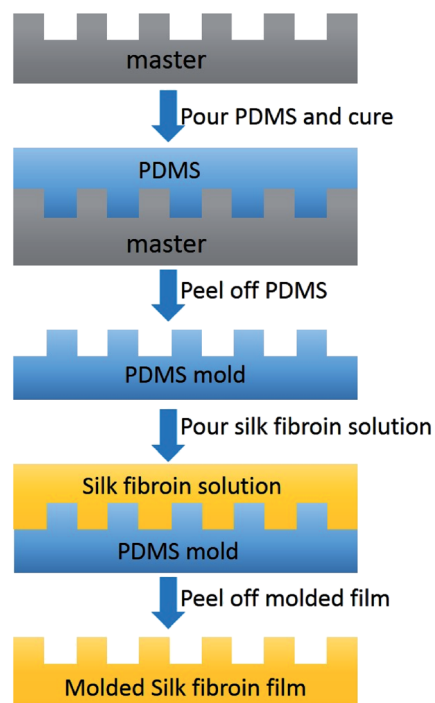 master
Pour PDMS and cure
PDMS
master
Peel off PDMS
PDMS mold
Pour silk fibroin solution
Silk fibroin solution
PDMS mold
Peel off molded film
Molded Silk fibroin film